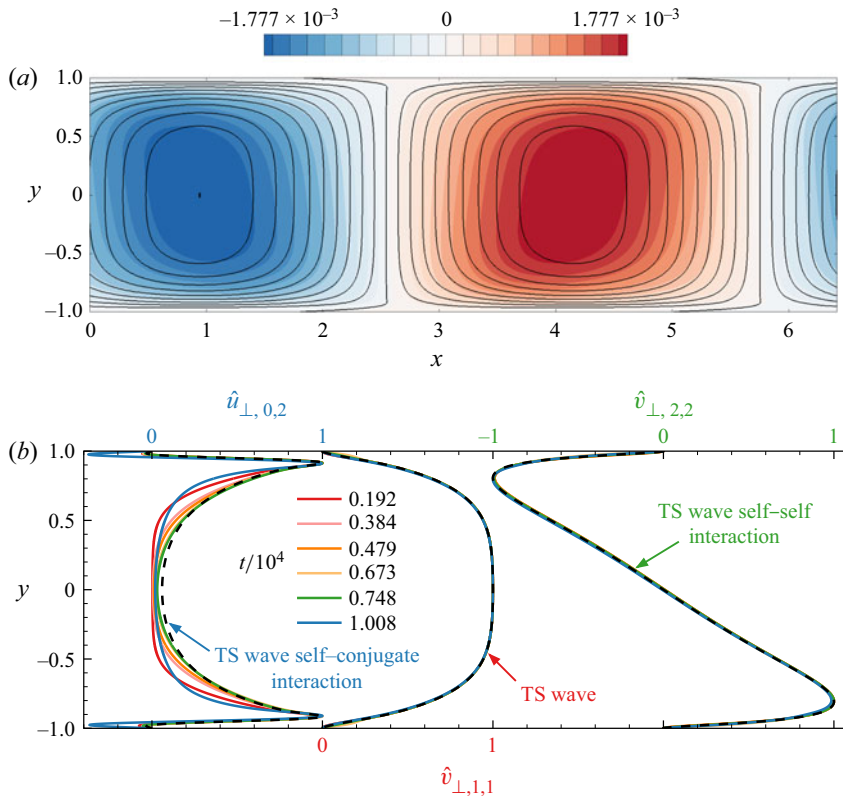 –1.777 × 10–3 0 1.777 × 10–3
(a)
1.0
0.5
y 0
–0.5
–1.0
0 1 2 3 4 5 6
x
û⊥, 0,2 v̂⊥, 2,2
0 1 –1 0 1
(b)
1.0
0.5
y 0
–0.5
–1.0
t/10⁴
0.192
0.384
0.479
0.673
0.748
1.008
TS wave self–self
interaction
TS wave self–conjugate
interaction
TS wave
0 1
v̂⊥,1,1